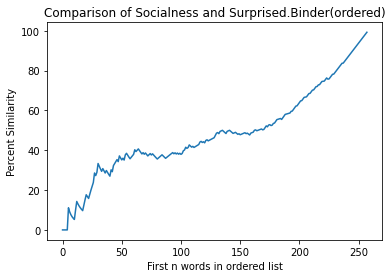 Comparison of Socialness and Surprised.Binder(ordered)
Percent Similarity
100
80
60
40
20
0
0 50 100 150 200 250
First n words in ordered list